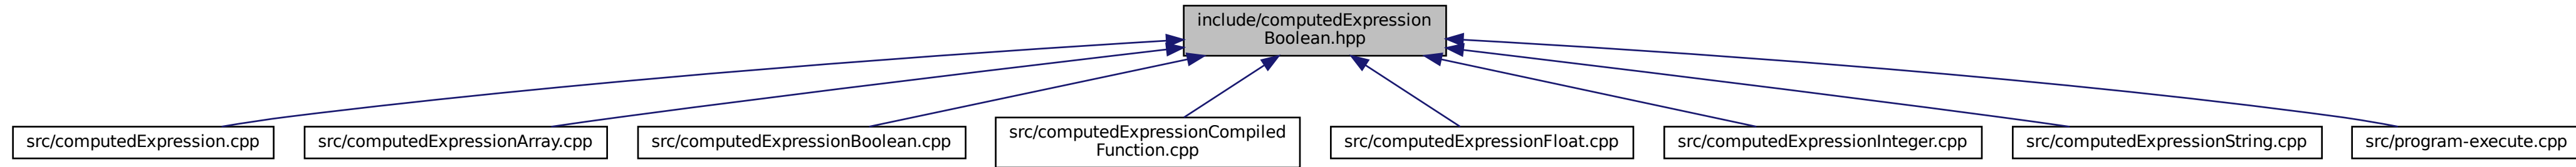 include/computedExpression
Boolean.hpp
src/computedExpression.cpp
src/computedExpressionArray.cpp
src/computedExpressionBoolean.cpp
src/computedExpressionCompiled
Function.cpp
src/computedExpressionFloat.cpp
src/computedExpressionInteger.cpp
src/computedExpressionString.cpp
src/program-execute.cpp